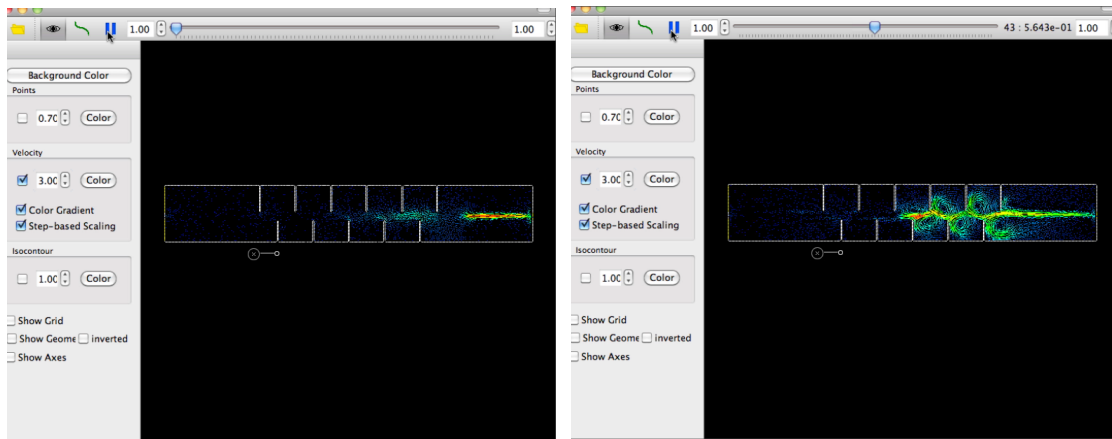 1.00 1.00
Background Color
Points
0.70 Color
Velocity
3.00 Color
Color Gradient
Step-based Scaling
Isocontour
1.00 Color
Show Grid
Show Geome inverted
Show Axes
1.00 43 : 5.643e-01 1.00
Background Color
Points
0.70 Color
Velocity
3.00 Color
Color Gradient
Step-based Scaling
Isocontour
1.00 Color
Show Grid
Show Geome inverted
Show Axes